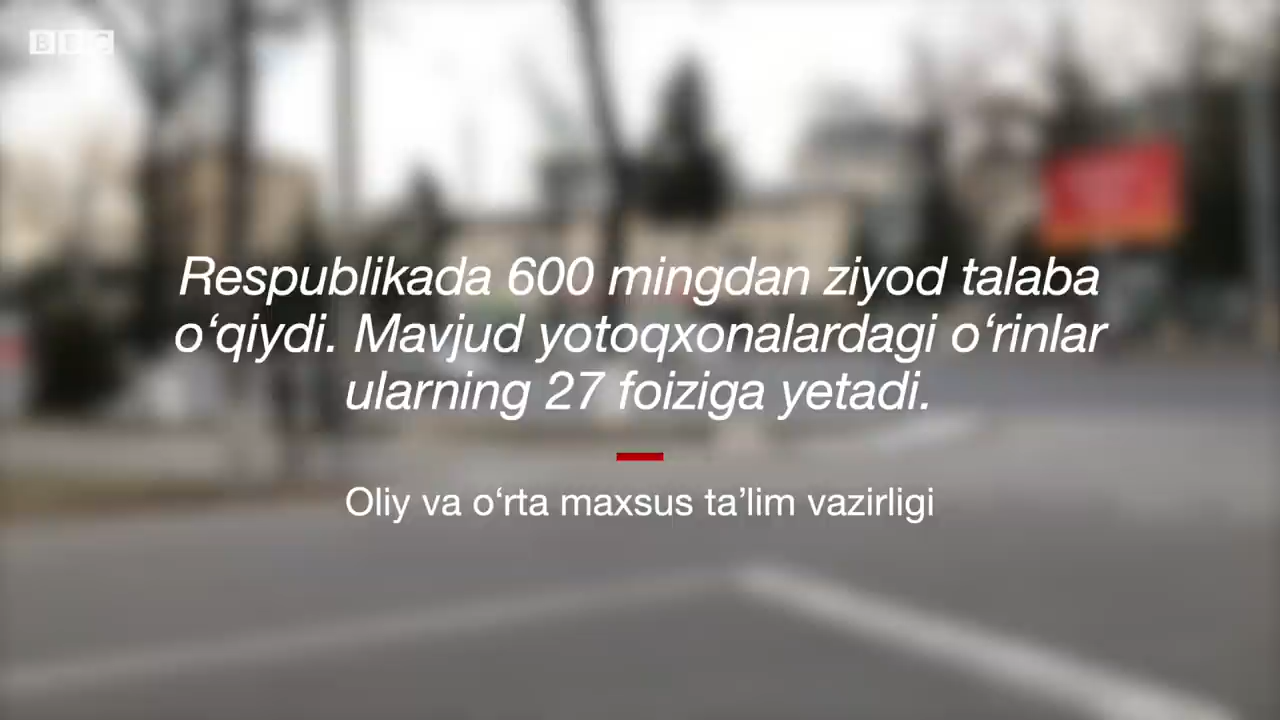 BBC
Respublikada 600 mingdan ziyod talaba
o‘qiydi. Mavjud yotoqxonalardagi o‘rinlar
ularning 27 foiziga yetadi.
Oliy va o‘rta maxsus ta’lim vazirligi